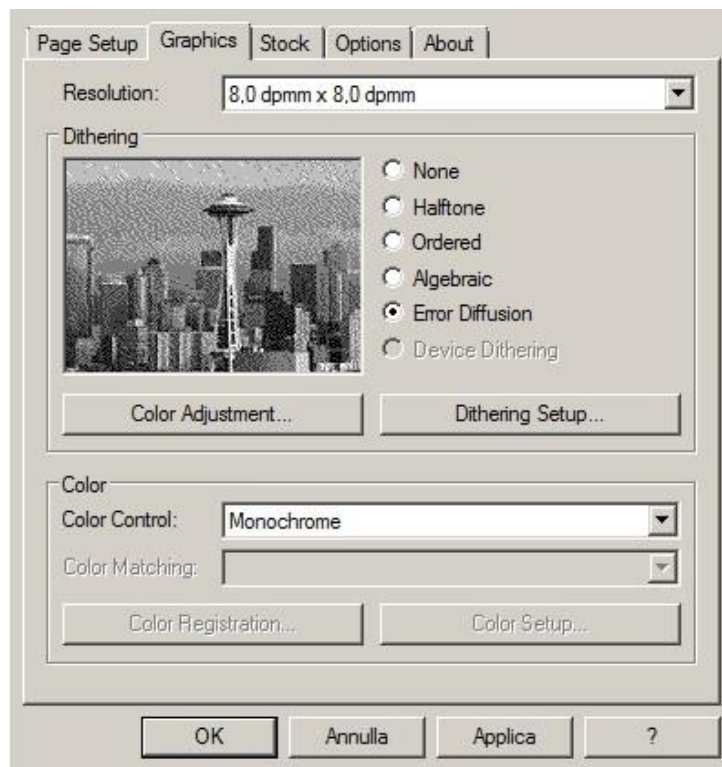 Page Setup Graphics Stock Options About
Resolution: 8,0 dpmm x 8,0 dpmm
Dithering
None
Halftone
Ordered
Algebraic
Error Diffusion
Device Dithering
Color Adjustment... Dithering Setup...
Color
Color Control: Monochrome
Color Matching:
Color Registration... Color Setup...
OK Annulla Applica ?